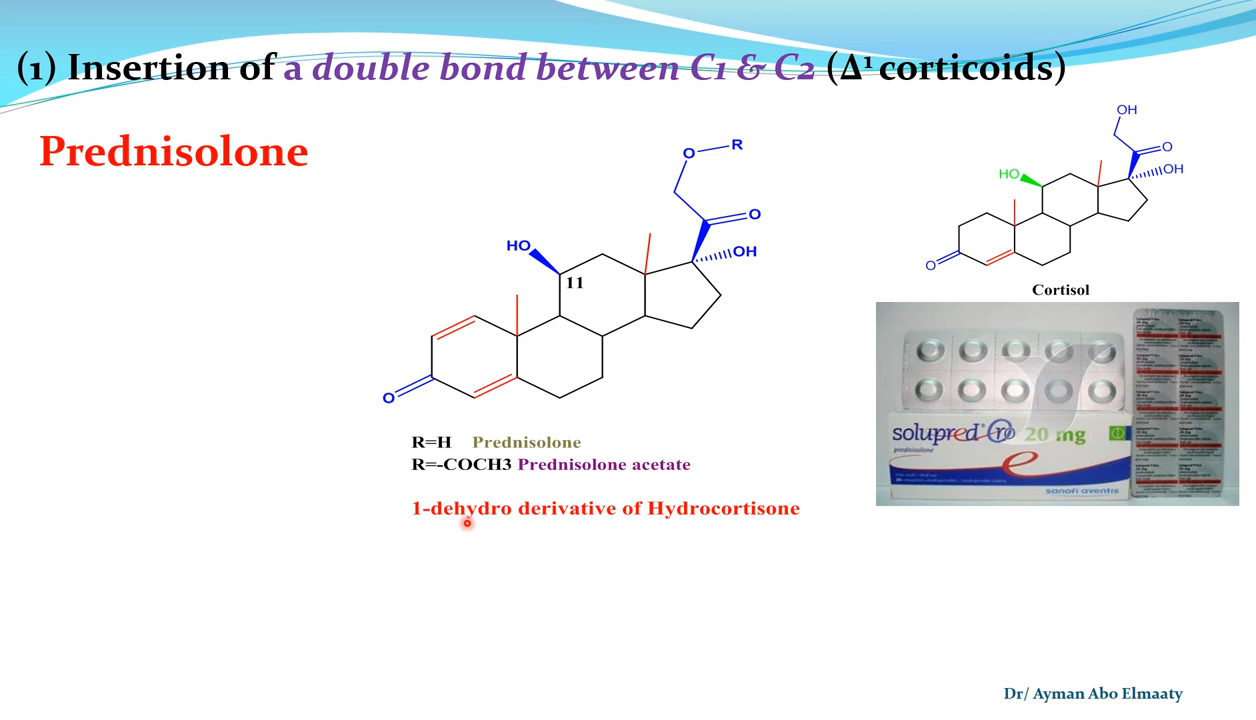 (1) Insertion of a double bond between C1 & C2 (Δ¹ corticoids)
Prednisolone
O R
O
HO
OH
11
O
R=H Prednisolone
R=-COCH3 Prednisolone acetate
1-dehydro derivative of Hydrocortisone
OH
O
HO
OH
O
Cortisol
solupred Oro 20 mg
prednisolone
sanofi aventis
Dr/ Ayman Abo Elmaaty